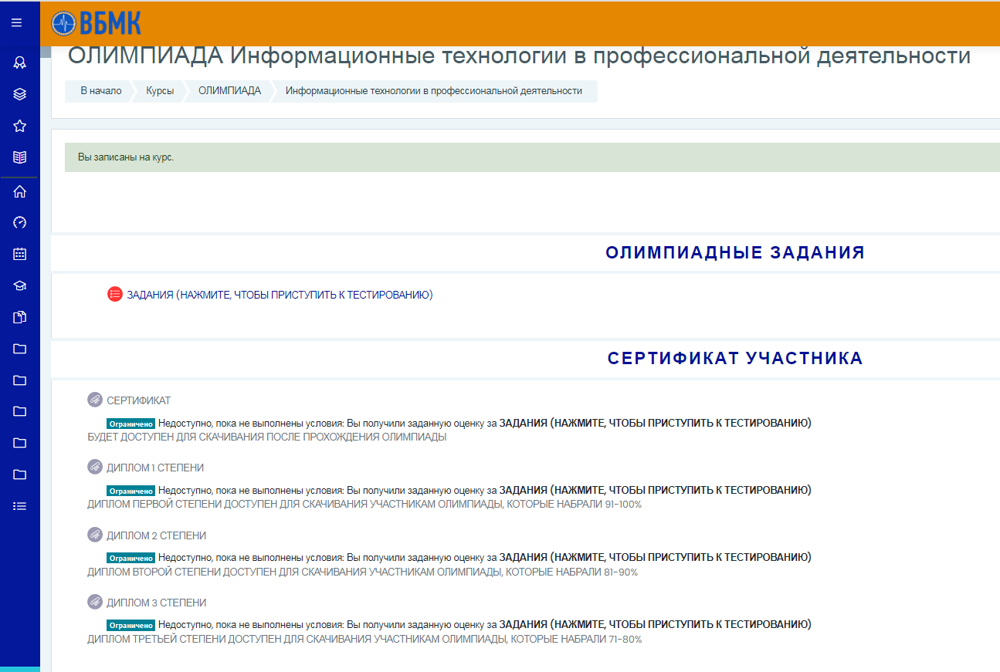 ВБМК
ОЛИМПИАДА Информационные технологии в профессиональной деятельности
В начало Курсы ОЛИМПИАДА Информационные технологии в профессиональной деятельности
Вы записаны на курс.
ОЛИМПИАДНЫЕ ЗАДАНИЯ
ЗАДАНИЯ (НАЖМИТЕ, ЧТОБЫ ПРИСТУПИТЬ К ТЕСТИРОВАНИЮ)
СЕРТИФИКАТ УЧАСТНИКА
СЕРТИФИКАТ
Ограничено Недоступно, пока не выполнены условия: Вы получили заданную оценку за ЗАДАНИЯ (НАЖМИТЕ, ЧТОБЫ ПРИСТУПИТЬ К ТЕСТИРОВАНИЮ)
БУДЕТ ДОСТУПЕН ДЛЯ СКАЧИВАНИЯ ПОСЛЕ ПРОХОЖДЕНИЯ ОЛИМПИАДЫ
ДИПЛОМ 1 СТЕПЕНИ
Ограничено Недоступно, пока не выполнены условия: Вы получили заданную оценку за ЗАДАНИЯ (НАЖМИТЕ, ЧТОБЫ ПРИСТУПИТЬ К ТЕСТИРОВАНИЮ)
ДИПЛОМ ПЕРВОЙ СТЕПЕНИ ДОСТУПЕН ДЛЯ СКАЧИВАНИЯ УЧАСТНИКАМ ОЛИМПИАДЫ, КОТОРЫЕ НАБРАЛИ 91-100%
ДИПЛОМ 2 СТЕПЕНИ
Ограничено Недоступно, пока не выполнены условия: Вы получили заданную оценку за ЗАДАНИЯ (НАЖМИТЕ, ЧТОБЫ ПРИСТУПИТЬ К ТЕСТИРОВАНИЮ)
ДИПЛОМ ВТОРОЙ СТЕПЕНИ ДОСТУПЕН ДЛЯ СКАЧИВАНИЯ УЧАСТНИКАМ ОЛИМПИАДЫ, КОТОРЫЕ НАБРАЛИ 81-90%
ДИПЛОМ 3 СТЕПЕНИ
Ограничено Недоступно, пока не выполнены условия: Вы получили заданную оценку за ЗАДАНИЯ (НАЖМИТЕ, ЧТОБЫ ПРИСТУПИТЬ К ТЕСТИРОВАНИЮ)
ДИПЛОМ ТРЕТЬЕЙ СТЕПЕНИ ДОСТУПЕН ДЛЯ СКАЧИВАНИЯ УЧАСТНИКАМ ОЛИМПИАДЫ, КОТОРЫЕ НАБРАЛИ 71-80%